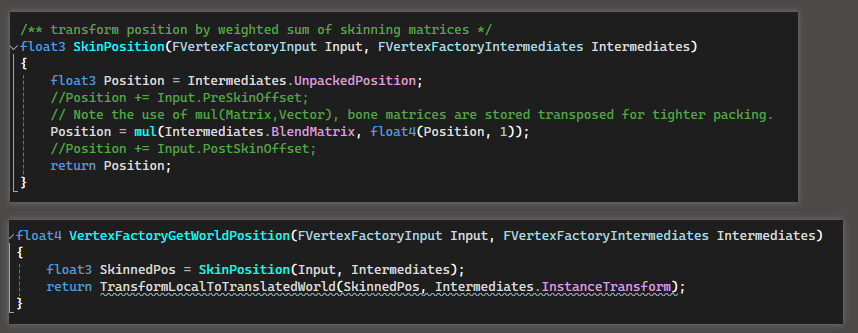 /** transform position by weighted sum of skinning matrices */
float3 SkinPosition(FVertexFactoryInput Input, FVertexFactoryIntermediates Intermediates)
{
float3 Position = Intermediates.UnpackedPosition;
//Position += Input.PreSkinOffset;
// Note the use of mul(Matrix,Vector), bone matrices are stored transposed for tighter packing.
Position = mul(Intermediates.BlendMatrix, float4(Position, 1));
//Position += Input.PostSkinOffset;
return Position;
}
float4 VertexFactoryGetWorldPosition(FVertexFactoryInput Input, FVertexFactoryIntermediates Intermediates)
{
float3 SkinnedPos = SkinPosition(Input, Intermediates);
return TransformLocalToTranslatedWorld(SkinnedPos, Intermediates.InstanceTransform);
}